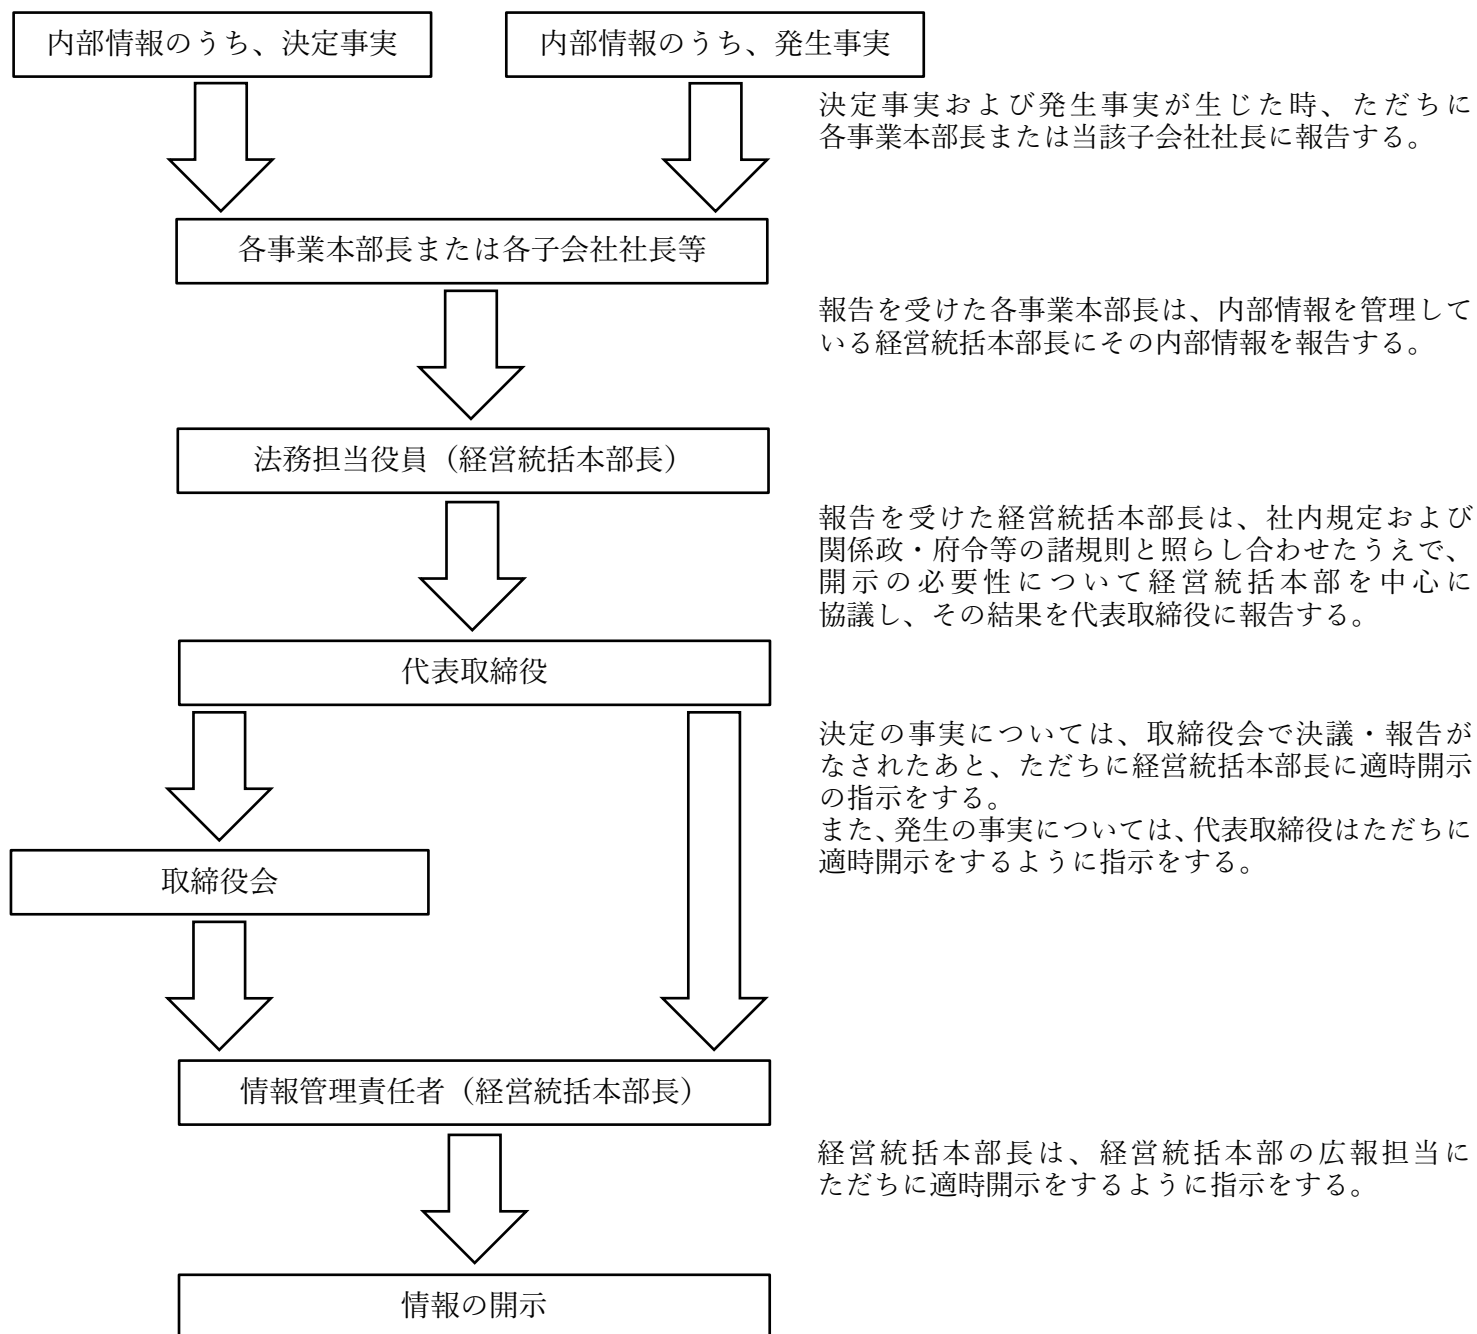 内部情報のうち、決定事実
内部情報のうち、発生事実
決定事実および発生事実が生じた時、ただちに
各事業本部長または当該子会社社長に報告する。
各事業本部長または各子会社社長等
報告を受けた各事業本部長は、内部情報を管理して
いる経営統括本部長にその内部情報を報告する。
法務担当役員（経営統括本部長）
報告を受けた経営統括本部長は、社内規定および
関係政・府令等の諸規則と照らし合わせたうえで、
開示の必要性について経営統括本部を中心に
協議し、その結果を代表取締役に報告する。
代表取締役
決定の事実については、取締役会で決議・報告が
なされたあと、ただちに経営統括本部長に適時開示
の指示をする。
また、発生の事実については、代表取締役はただちに
適時開示をするように指示をする。
取締役会
情報管理責任者（経営統括本部長）
経営統括本部長は、経営統括本部の広報担当に
ただちに適時開示をするように指示をする。
情報の開示